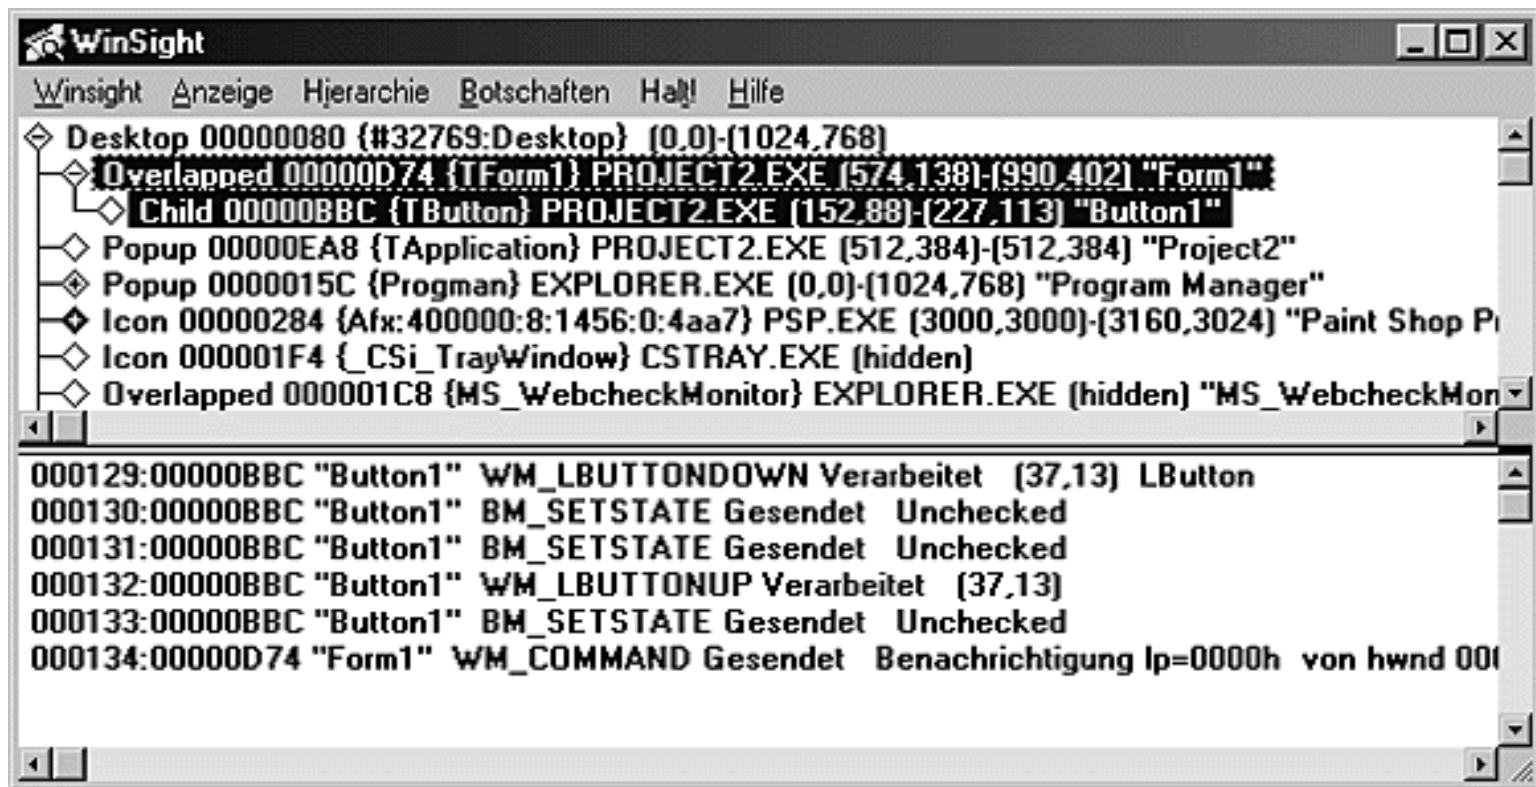 WinSight
Winsight Anzeige Hierarchie Botschaften Halt! Hilfe
Desktop 00000080 {#32769:Desktop} (0,0)-(1024,768)
Overlapped 00000D74 {TForm1} PROJECT2.EXE (574,138)-(990,402) "Form1"
Child 00000BBC {TButton} PROJECT2.EXE (152,88)-(227,113) "Button1"
Popup 00000EA8 {TApplication} PROJECT2.EXE (512,384)-(512,384) "Project2"
Popup 0000015C {Progman} EXPLORER.EXE (0,0)-(1024,768) "Program Manager"
Icon 00000284 {Afx:400000:8:1456:0:4aa7} PSP.EXE (3000,3000)-(3160,3024) "Paint Shop
Icon 000001F4 {_CSi_TrayWindow} CSTRAY.EXE (hidden)
Overlapped 000001C8 {MS_WebcheckMonitor} EXPLORER.EXE (hidden) "MS_WebcheckMon
000129:00000BBC "Button1" WM_LBUTTONDOWN Verarbeitet (37,13) LButton
000130:00000BBC "Button1" BM_SETSTATE Gesendet Unchecked
000131:00000BBC "Button1" BM_SETSTATE Gesendet Unchecked
000132:00000BBC "Button1" WM_LBUTTONUP Verarbeitet (37,13)
000133:00000BBC "Button1" BM_SETSTATE Gesendet Unchecked
000134:00000D74 "Form1" WM_COMMAND Gesendet Benachrichtigung lp=0000h von hwnd